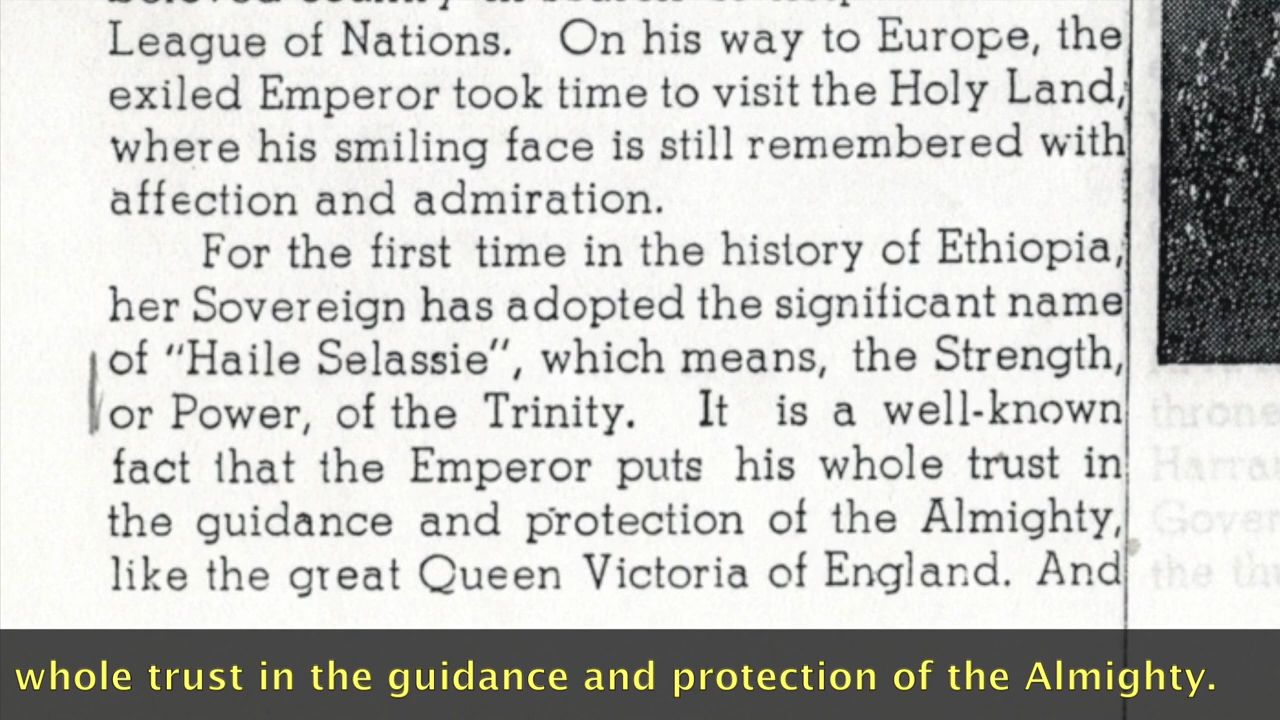 League of Nations. On his way to Europe, the
exiled Emperor took time to visit the Holy Land,
where his smiling face is still remembered with
affection and admiration.
For the first time in the history of Ethiopia,
her Sovereign has adopted the significant name
of "Haile Selassie", which means, the Strength,
or Power, of the Trinity. It is a well-known
fact that the Emperor puts his whole trust in
the guidance and protection of the Almighty,
like the great Queen Victoria of England. And
throne
Harrar
Gover
the thu
whole trust in the guidance and protection of the Almighty.